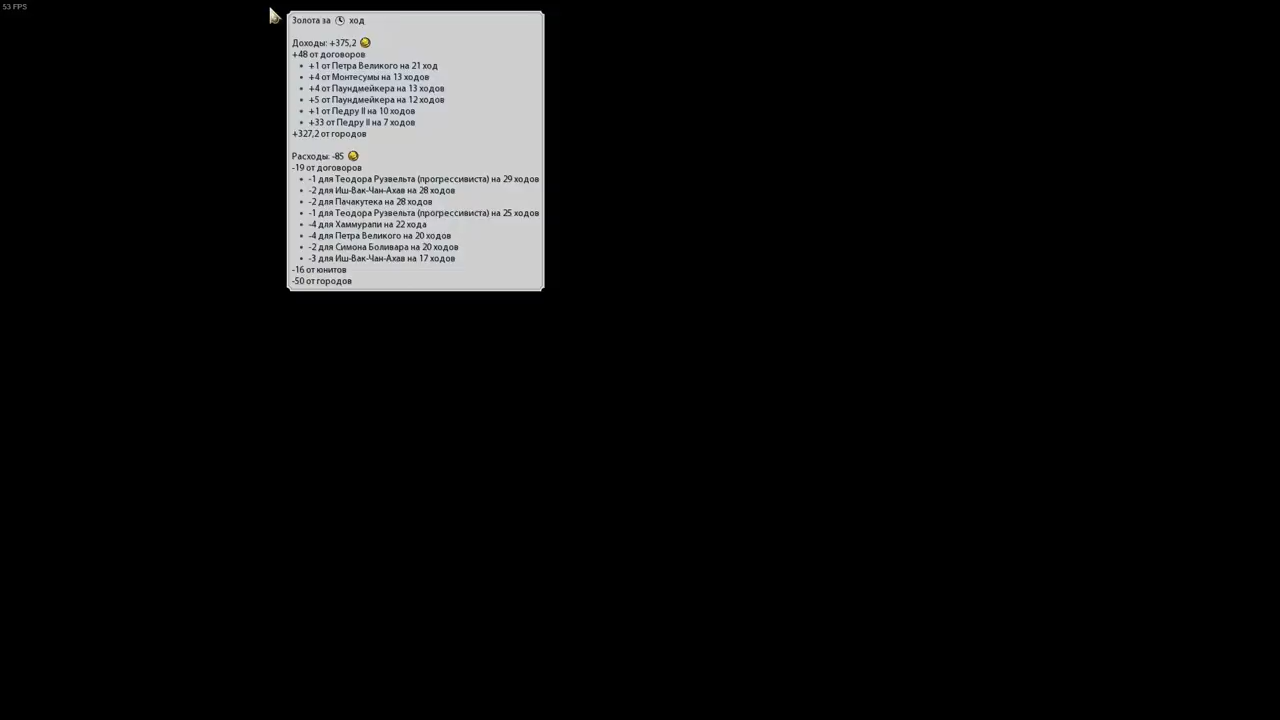 53 FPS
Золота за ход
Доходы: +375,2
+48 от договоров
• +1 от Петра Великого на 21 ход
• +4 от Монтесумы на 13 ходов
• +4 от Паундмейкера на 13 ходов
• +5 от Паундмейкера на 12 ходов
• +1 от Педру II на 10 ходов
• +33 от Педру II на 7 ходов
+327,2 от городов
Расходы: -85
-19 от договоров
• -1 для Теодора Рузвельта (прогрессивиста) на 29 ходов
• -2 для Иш-Вак-Чан-Ахав на 28 ходов
• -2 для Пачакутека на 28 ходов
• -1 для Теодора Рузвельта (прогрессивиста) на 25 ходов
• -4 для Хаммурапи на 22 хода
• -4 для Петра Великого на 20 ходов
• -2 для Симона Боливара на 20 ходов
• -3 для Иш-Вак-Чан-Ахав на 17 ходов
-16 от юнитов
-50 от городов